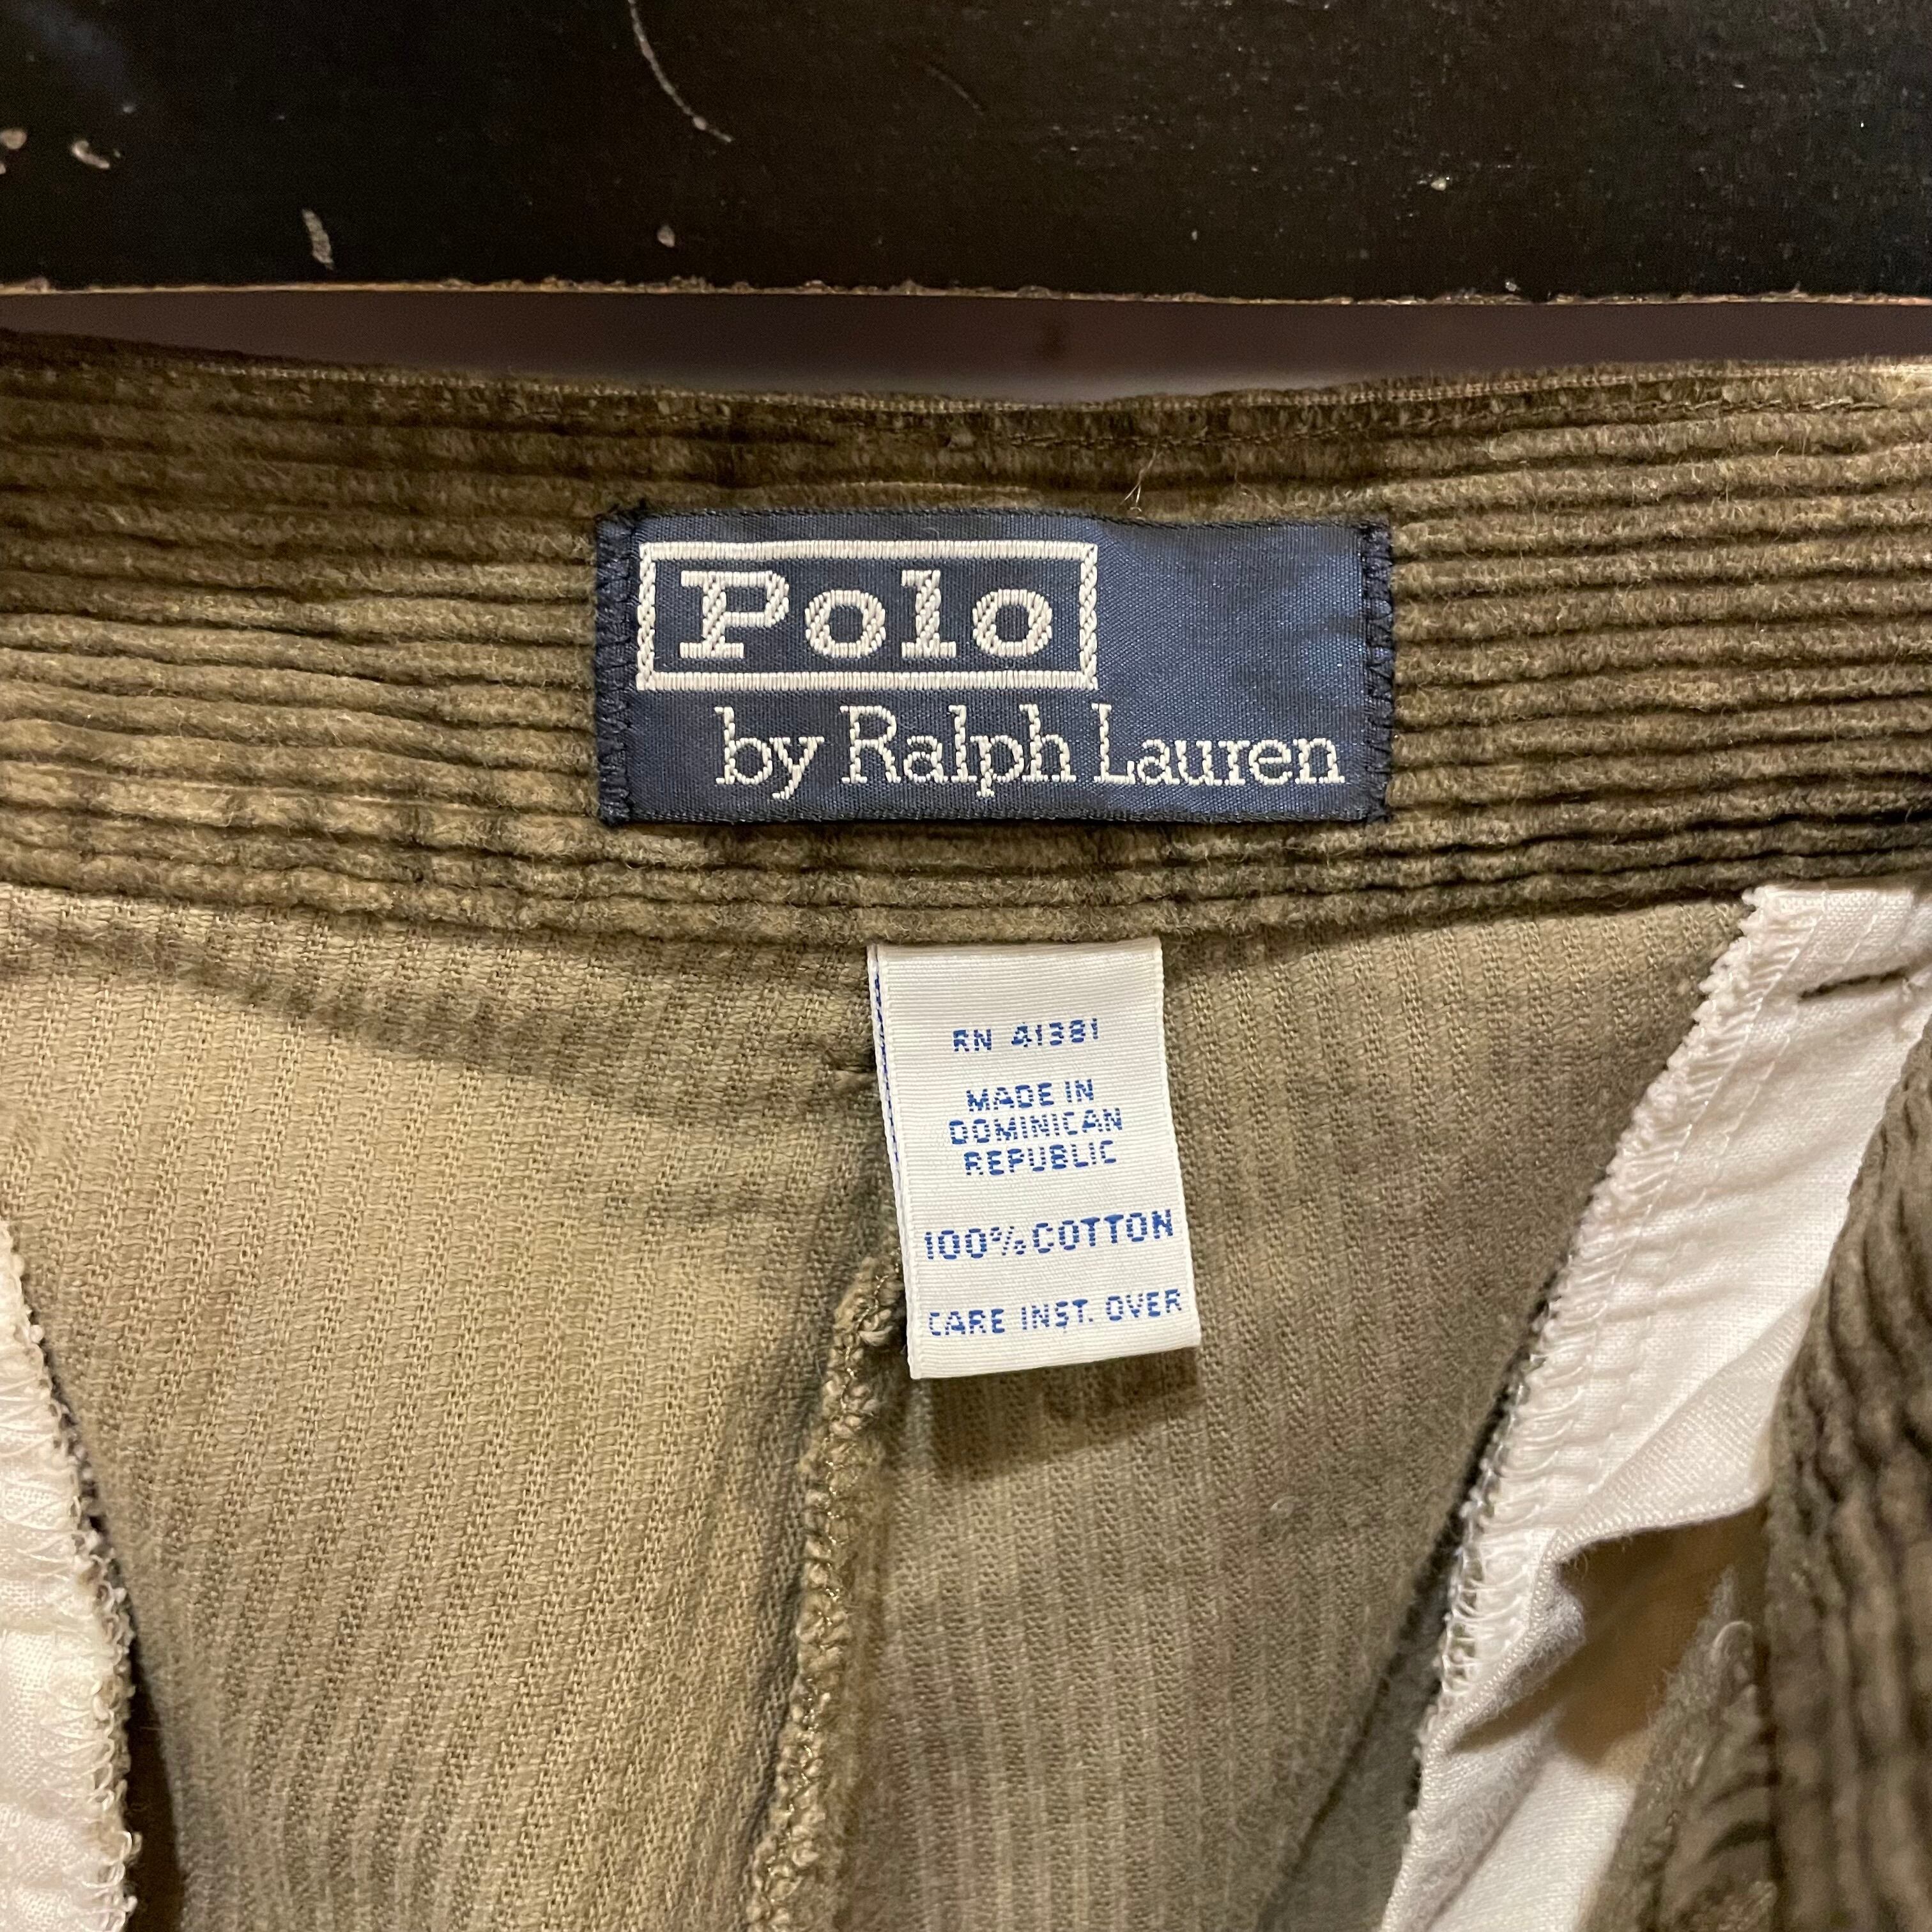 Polo
by Ralph Lauren
RN 41381
MADE IN
DOMINICAN
REPUBLIC
100% COTTON
CARE INST. OVER